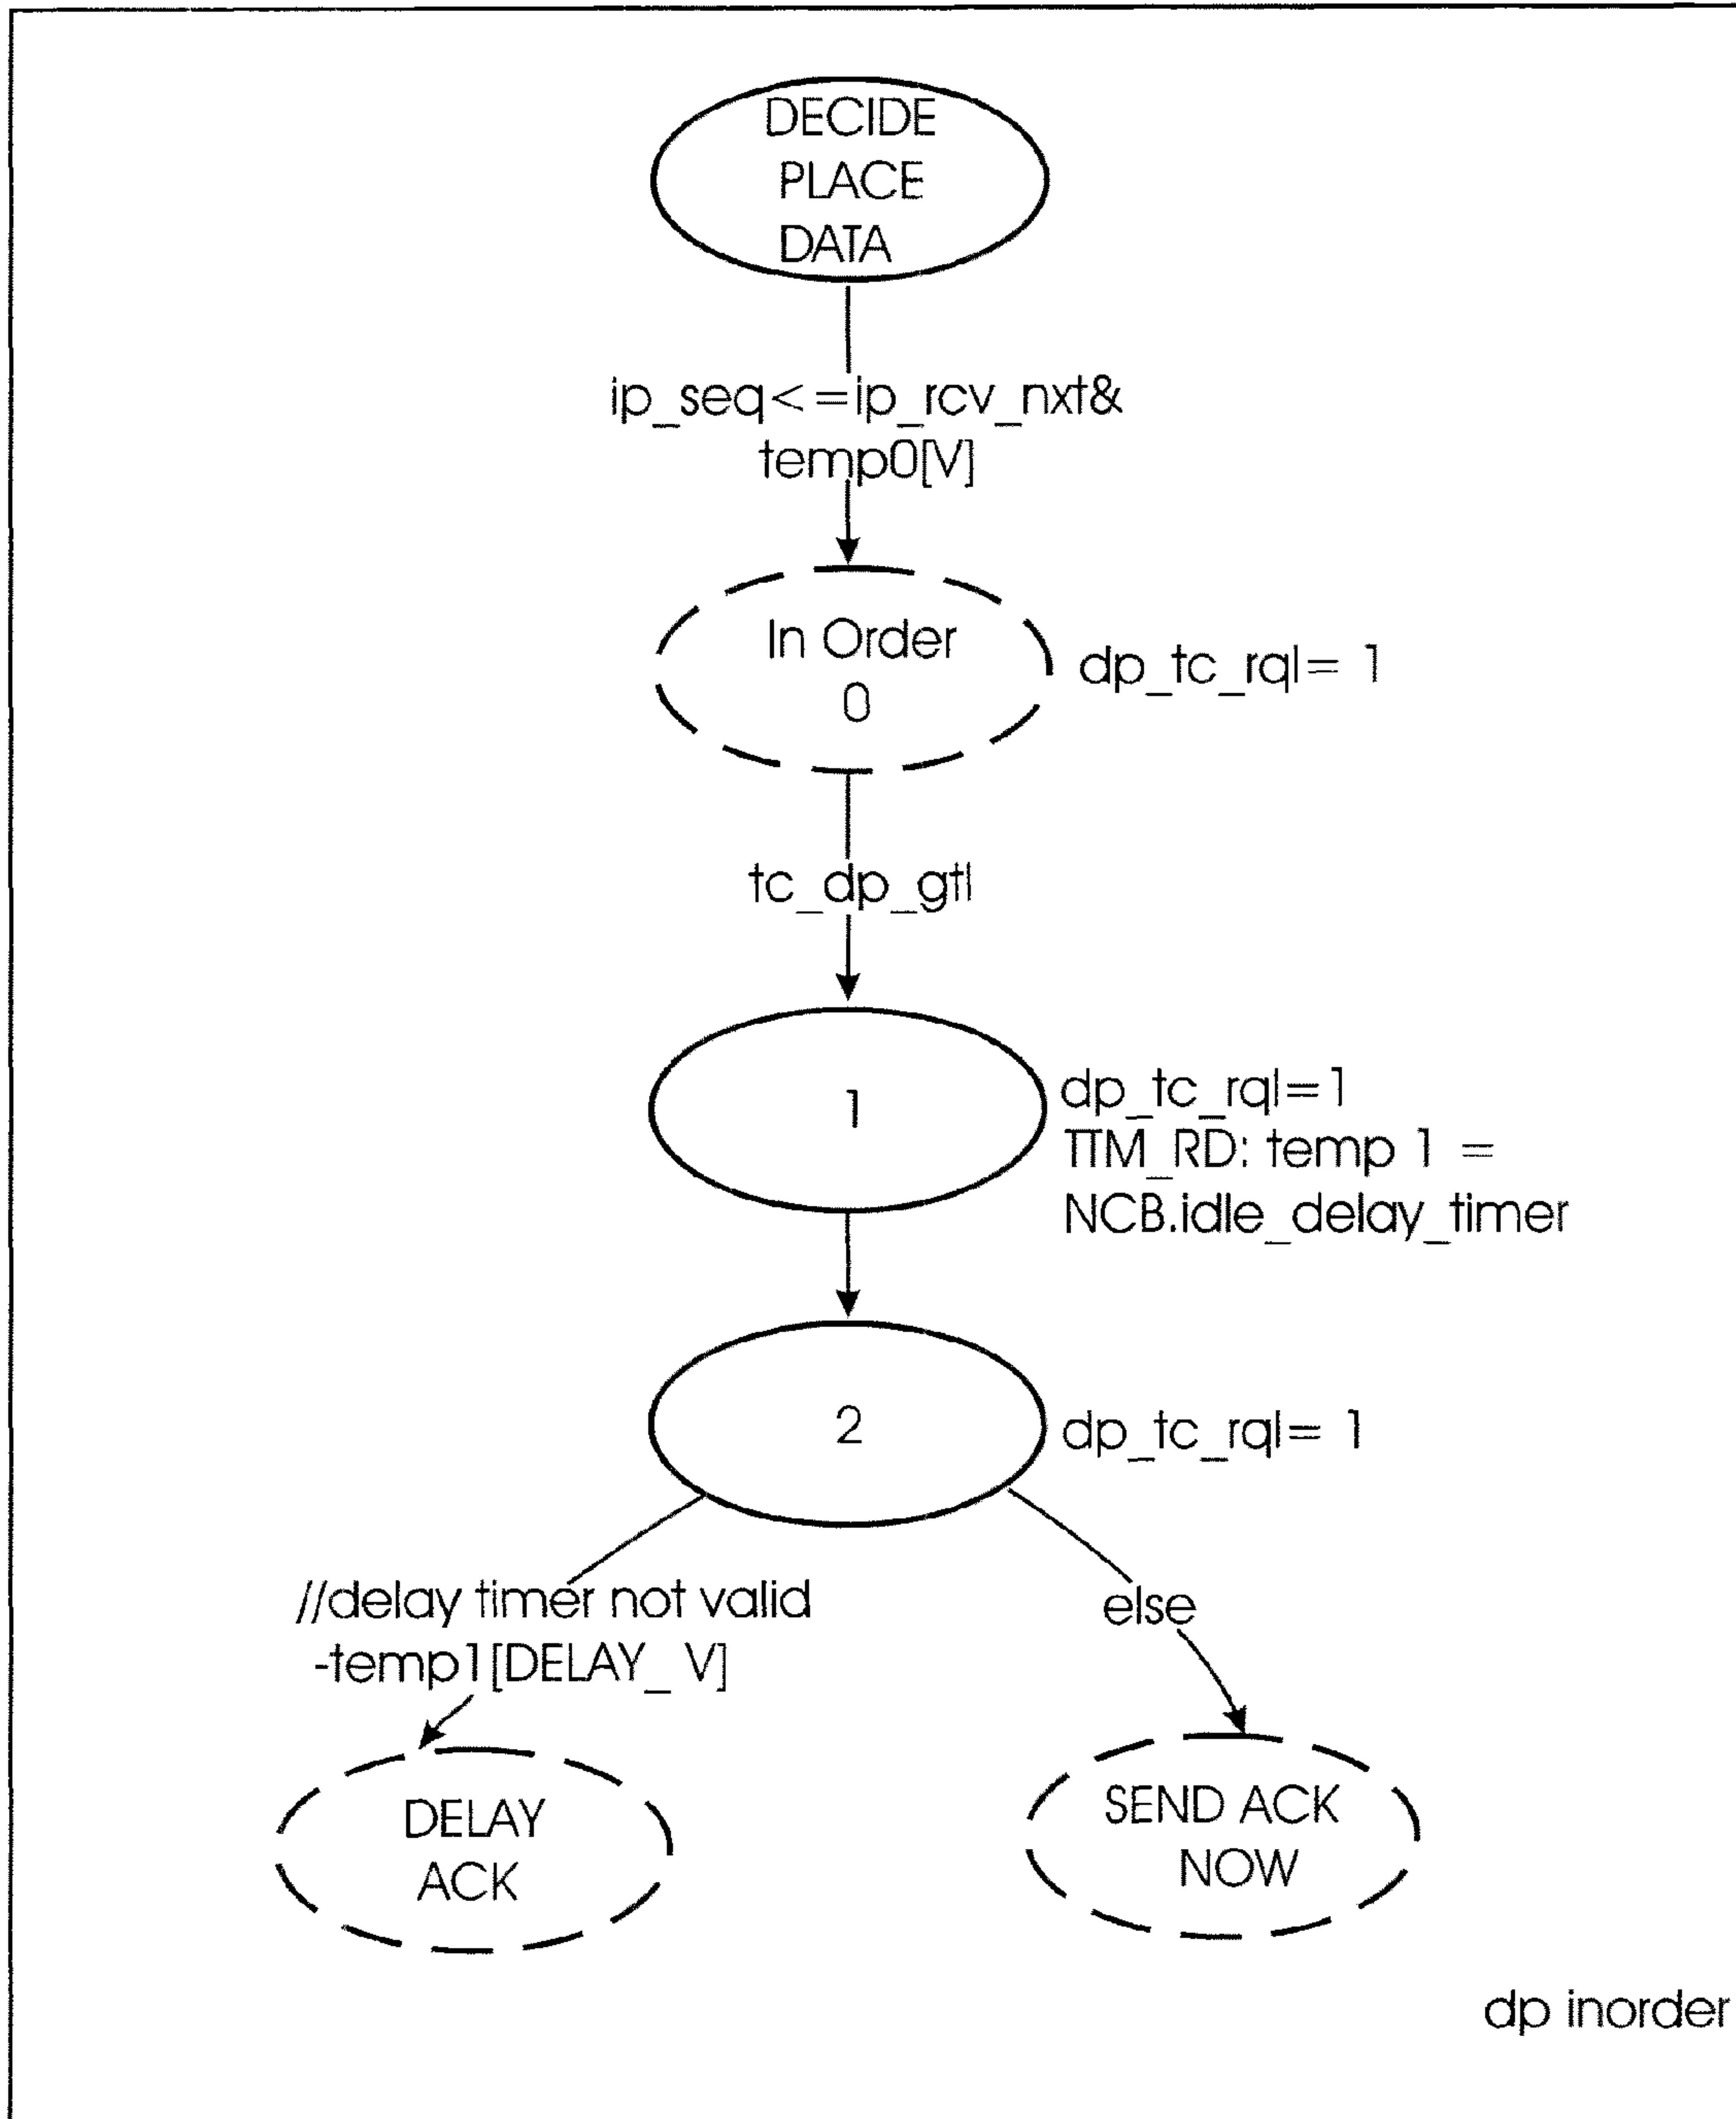 DECIDE
PLACE
DATA
ip_seq<=ip_rcv_nxt&
temp0[V]
In Order
0
dp_tc_rql= 1
tc_dp_gtl
1
dp_tc_rql=1
TTM_RD: temp 1 =
NCB.idle_delay_timer
2
dp_tc_rql= 1
//delay timer not valid
-temp1[DELAY_ V]
else
DELAY
ACK
SEND ACK
NOW
dp inorder